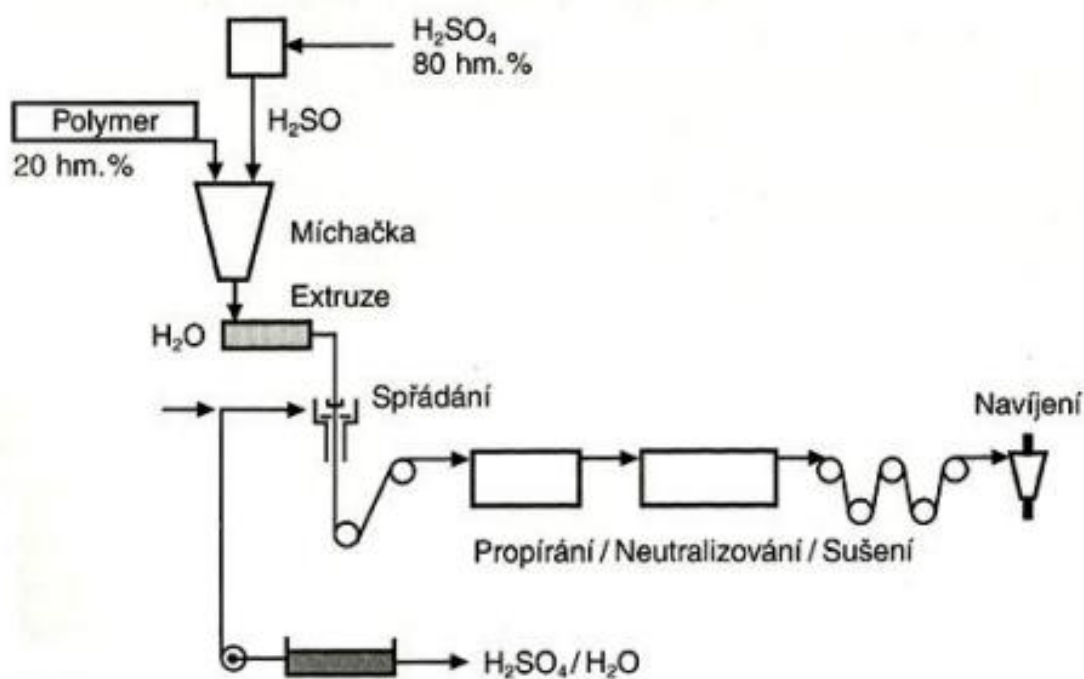 H₂SO₄
80 hm.%
H₂SO
Polymer
20 hm.%
Míchačka
Extruze
H₂O
Spřádání
Navíjení
Propírání / Neutralizování / Sušení
H₂SO₄ / H₂O